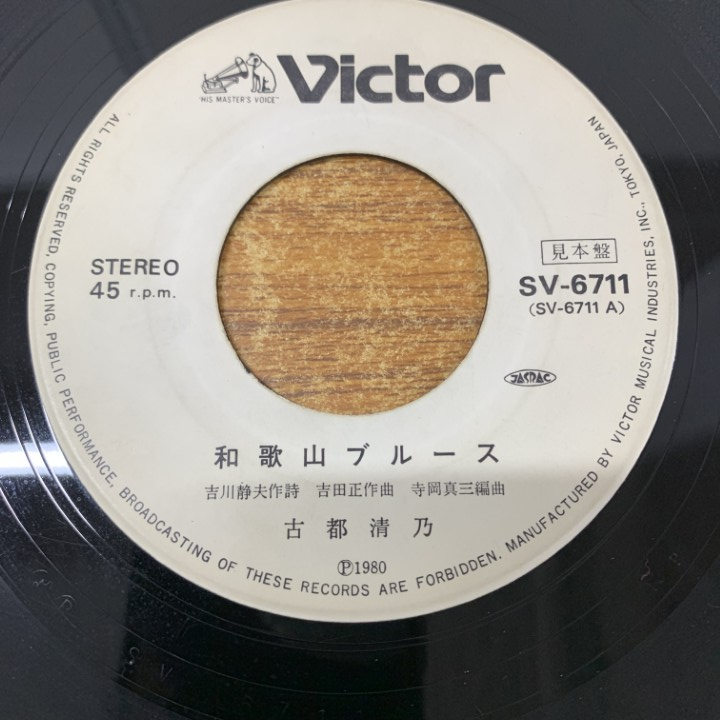 Victor
"HIS MASTER'S VOICE"
STEREO
45 r.p.m.
見本盤
SV-6711
(SV-6711 A)
JASRAC
和歌山ブルース
吉川静夫作詩 吉田正作曲 寺岡真三編曲
古都清乃
Ⓟ1980
ALL RIGHTS RESERVED, COPYING, PUBLIC PERFORMANCE, BROADCASTING OF THESE RECORDS ARE FORBIDDEN. MANUFACTURED BY VICTOR MUSICAL INDUSTRIES, INC., TOKYO, JAPAN